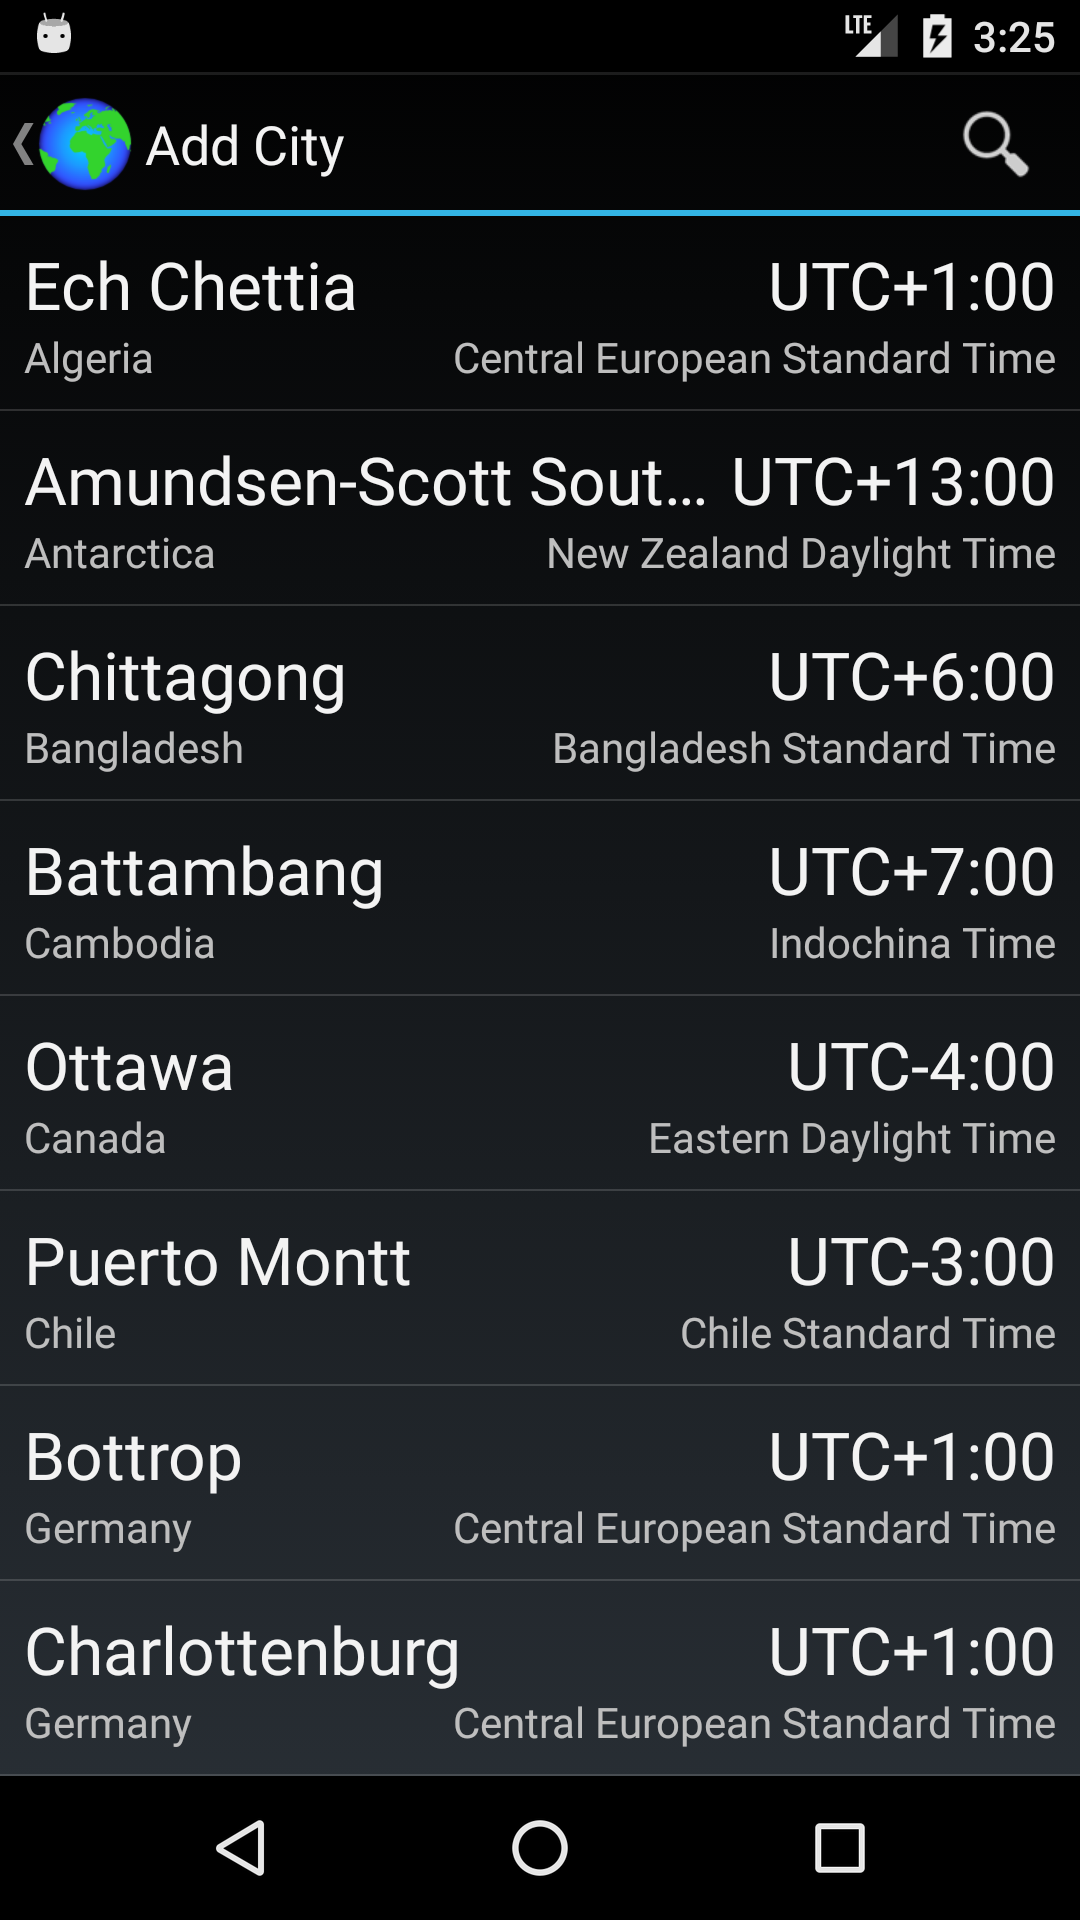 LTE 3:25
Add City
Ech Chettia UTC+1:00
Algeria Central European Standard Time
Amundsen-Scott Sout... UTC+13:00
Antarctica New Zealand Daylight Time
Chittagong UTC+6:00
Bangladesh Bangladesh Standard Time
Battambang UTC+7:00
Cambodia Indochina Time
Ottawa UTC-4:00
Canada Eastern Daylight Time
Puerto Montt UTC-3:00
Chile Chile Standard Time
Bottrop UTC+1:00
Germany Central European Standard Time
Charlottenburg UTC+1:00
Germany Central European Standard Time